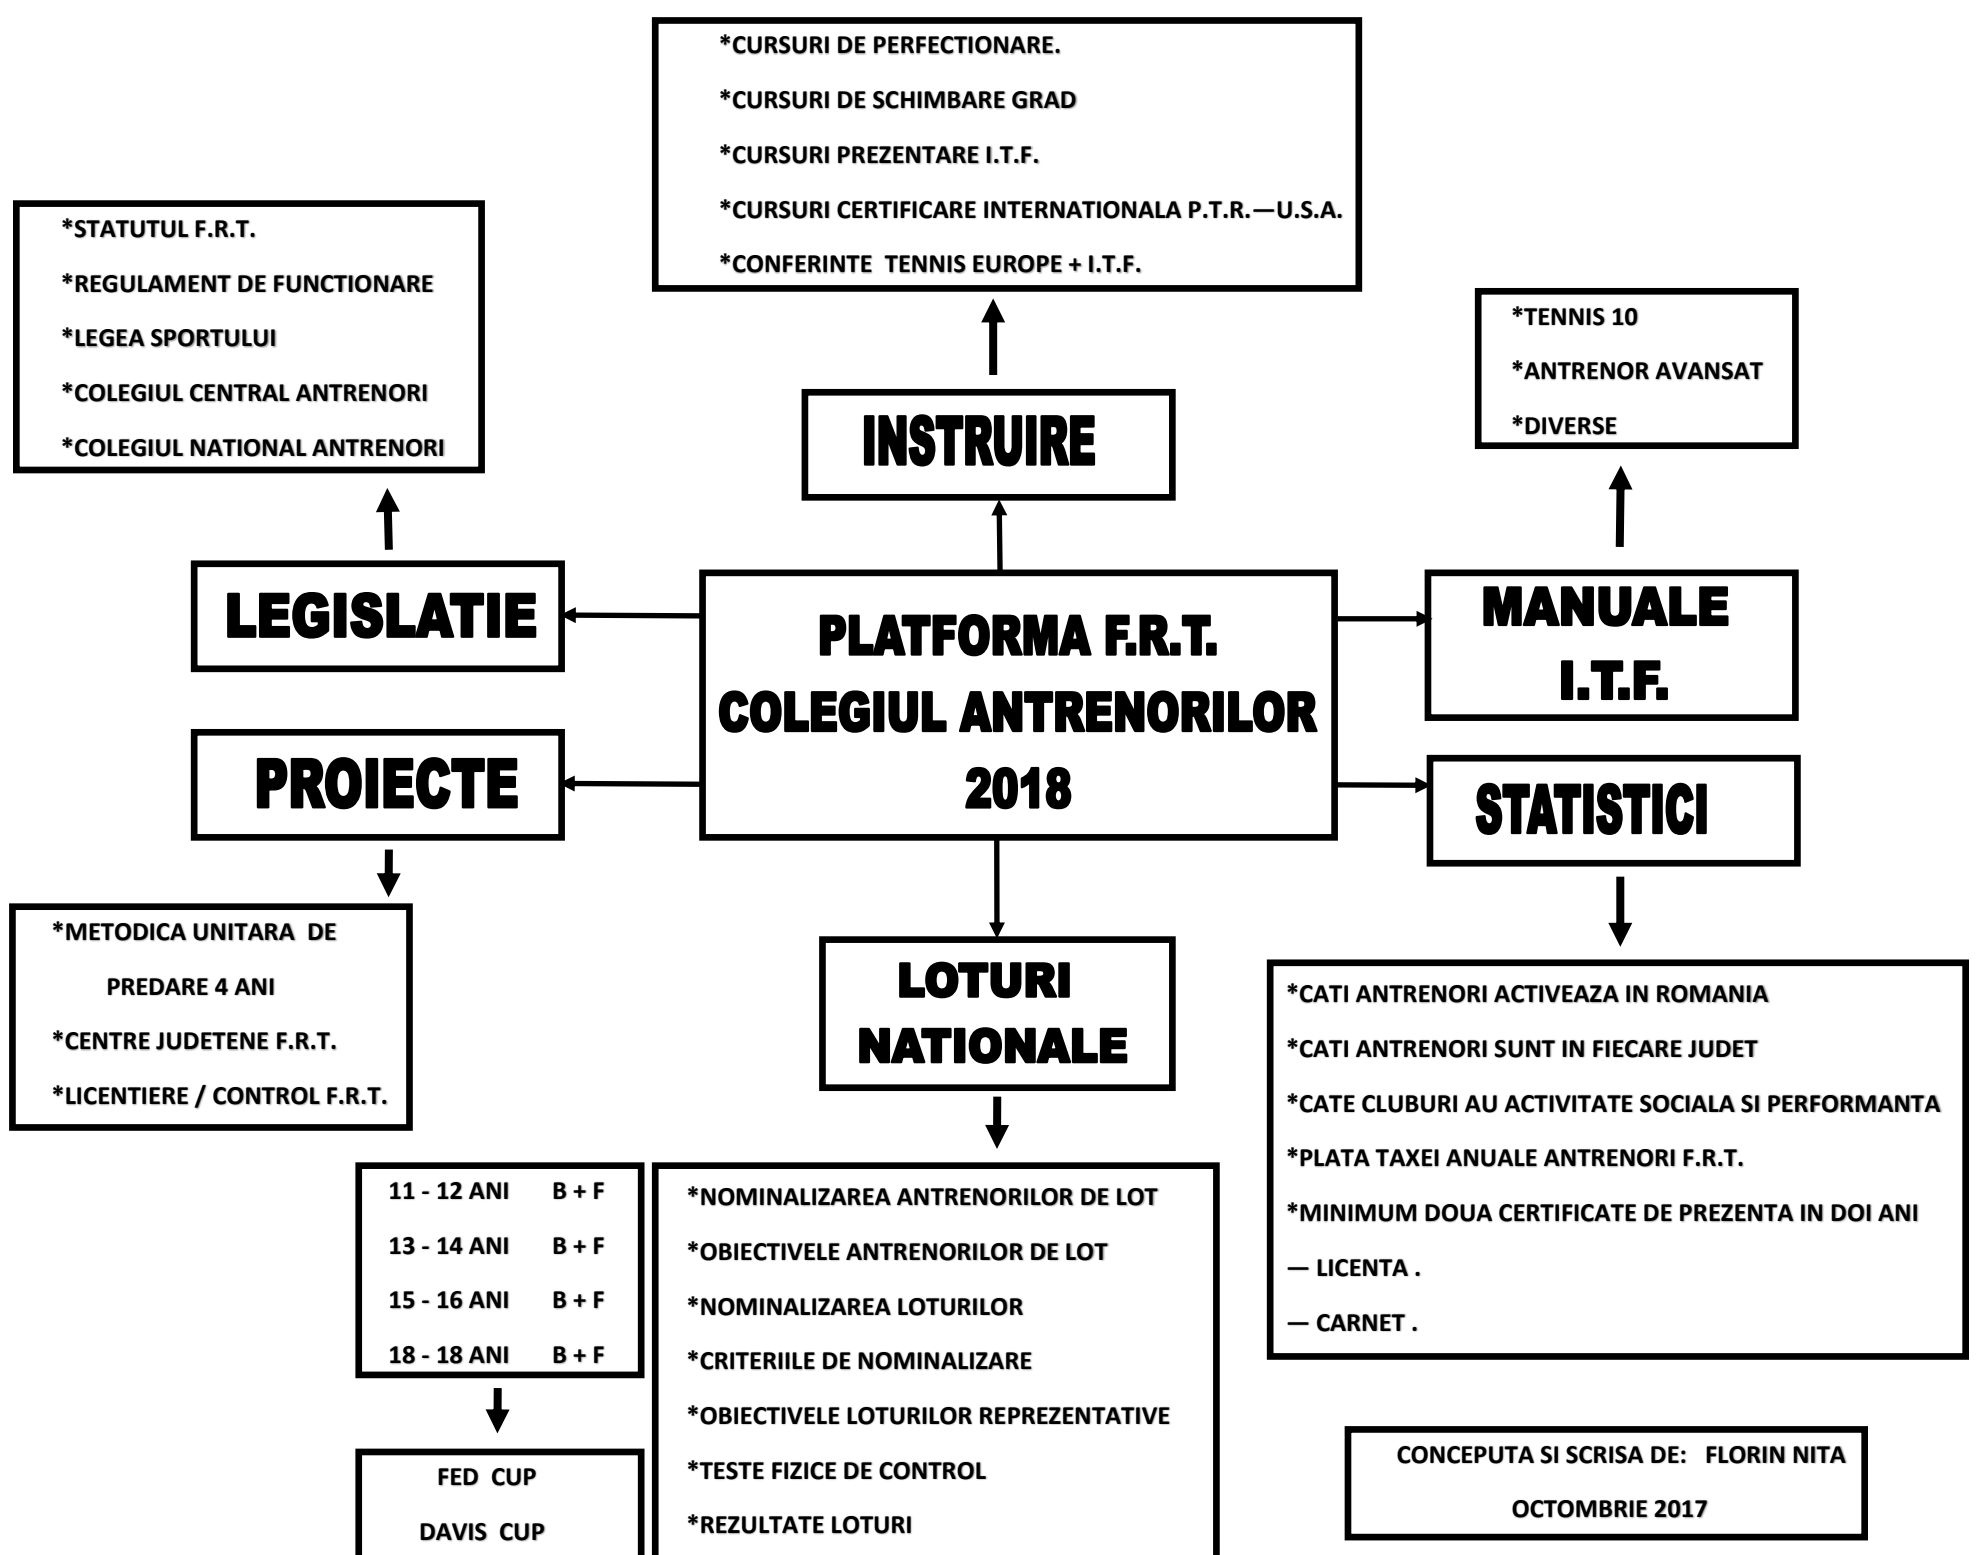 *CURSURI DE PERFECTIONARE.
*CURSURI DE SCHIMBARE GRAD
*CURSURI PREZENTARE I.T.F.
*CURSURI CERTIFICARE INTERNATIONALA P.T.R.—U.S.A.
*CONFERINTE TENNIS EUROPE + I.T.F.
*STATUTUL F.R.T.
*REGULAMENT DE FUNCTIONARE
*LEGEA SPORTULUI
*COLEGIUL CENTRAL ANTRENORI
*COLEGIUL NATIONAL ANTRENORI
*TENNIS 10
*ANTRENOR AVANSAT
*DIVERSE
INSTRUIRE
LEGISLATIE
PLATFORMA F.R.T.
COLEGIUL ANTRENORILOR
2018
MANUALE
I.T.F.
PROIECTE
STATISTICI
*METODICA UNITARA DE
PREDARE 4 ANI
*CENTRE JUDETENE F.R.T.
*LICENTIERE / CONTROL F.R.T.
LOTURI
NATIONALE
*CATI ANTRENORI ACTIVEAZA IN ROMANIA
*CATI ANTRENORI SUNT IN FIECARE JUDET
*CATE CLUBURI AU ACTIVITATE SOCIALA SI PERFORMANTA
*PLATA TAXEI ANUALE ANTRENORI F.R.T.
*MINIMUM DOUA CERTIFICATE DE PREZENTA IN DOI ANI
— LICENTA .
— CARNET .
11 - 12 ANI B + F
13 - 14 ANI B + F
15 - 16 ANI B + F
18 - 18 ANI B + F
*NOMINALIZAREA ANTRENORILOR DE LOT
*OBIECTIVELE ANTRENORILOR DE LOT
*NOMINALIZAREA LOTURILOR
*CRITERIILE DE NOMINALIZARE
*OBIECTIVELE LOTURILOR REPREZENTATIVE
*TESTE FIZICE DE CONTROL
*REZULTATE LOTURI
FED CUP
DAVIS CUP
CONCEPUTA SI SCRISA DE: FLORIN NITA
OCTOMBRIE 2017